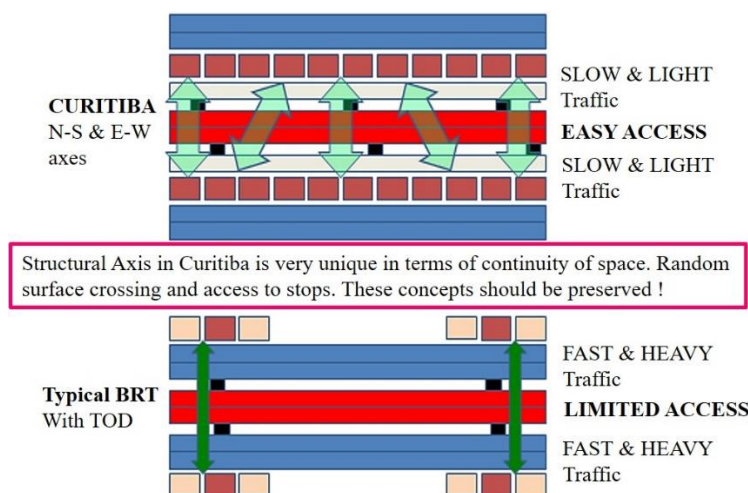 SLOW & LIGHT
Traffic
CURITIBA
N-S & E-W
axes
EASY ACCESS
SLOW & LIGHT
Traffic
Structural Axis in Curitiba is very unique in terms of continuity of space. Random
surface crossing and access to stops. These concepts should be preserved !
FAST & HEAVY
Traffic
Typical BRT
With TOD
LIMITED ACCESS
FAST & HEAVY
Traffic